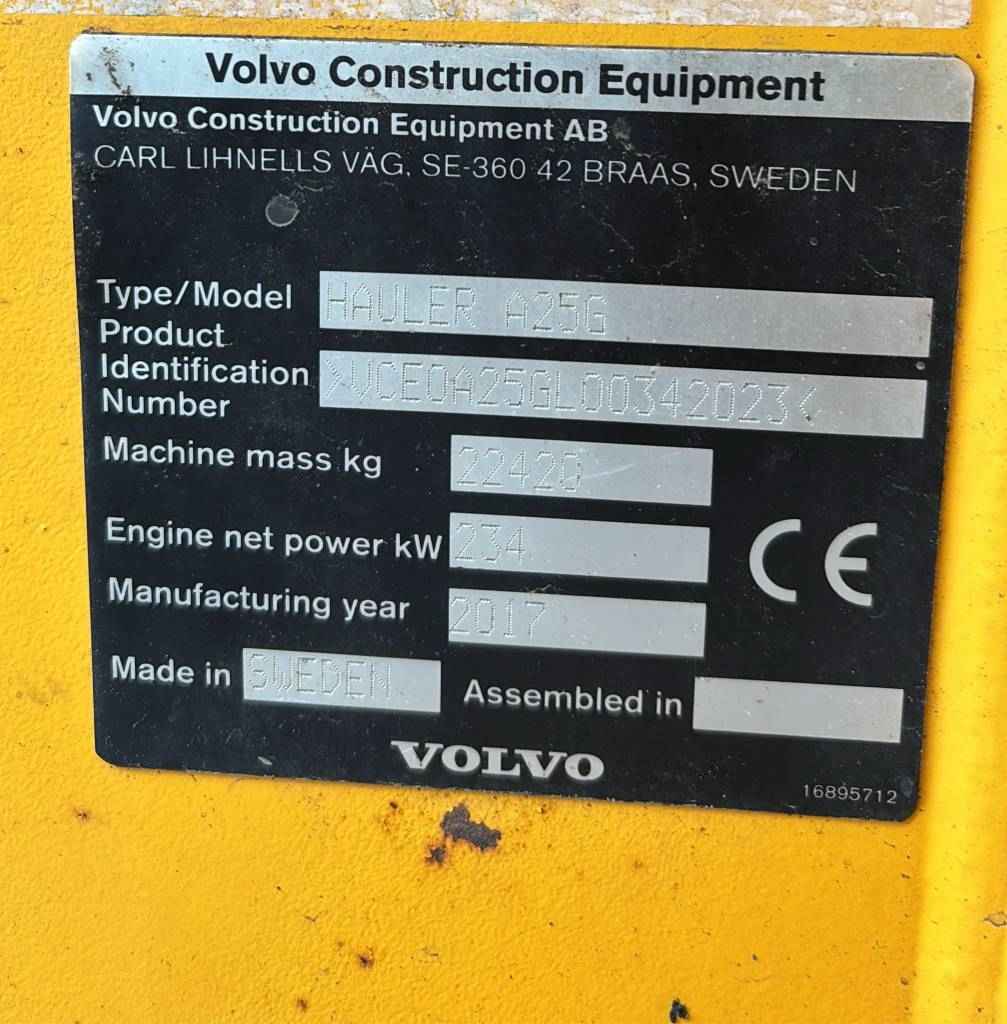 Volvo Construction Equipment
Volvo Construction Equipment AB
CARL LIHNELLS VÄG, SE-360 42 BRAAS, SWEDEN
Type/Model HAULER A25G
Product
Identification
Number >VCE0A25GL00342023<
Machine mass kg 22420
Engine net power kW 234
Manufacturing year 2017
Made in SWEDEN Assembled in
VOLVO
16895712
CE